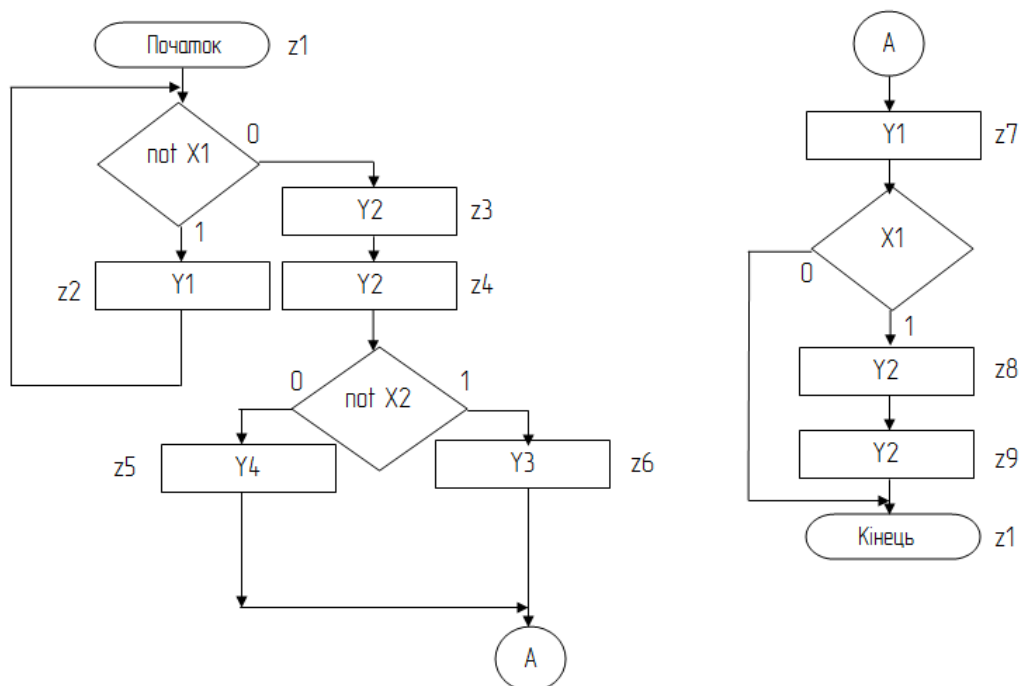 Початок z1
not X1
0
1
Y2 z3
z2 Y1
Y2 z4
0 not X2 1
z5 Y4
Y3 z6
A
A
Y1 z7
X1
0
1
Y2 z8
Y2 z9
Кінець z1